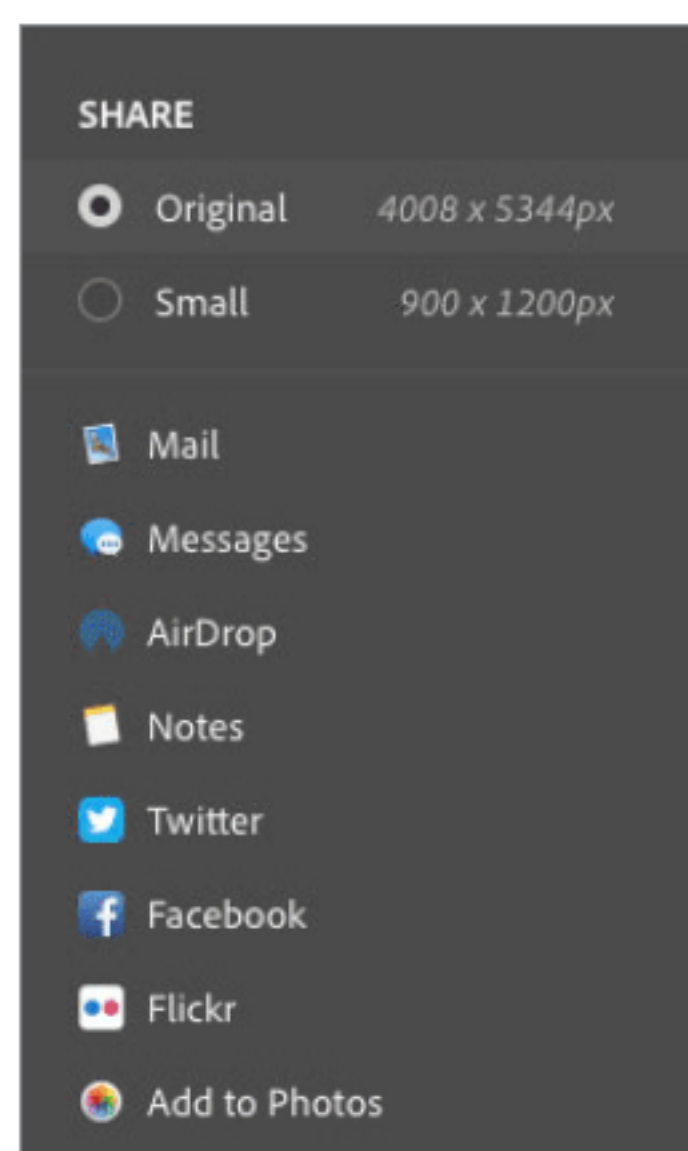 SHARE
Original 4008 x 5344px
Small 900 x 1200px
Mail
Messages
AirDrop
Notes
Twitter
Facebook
Flickr
Add to Photos